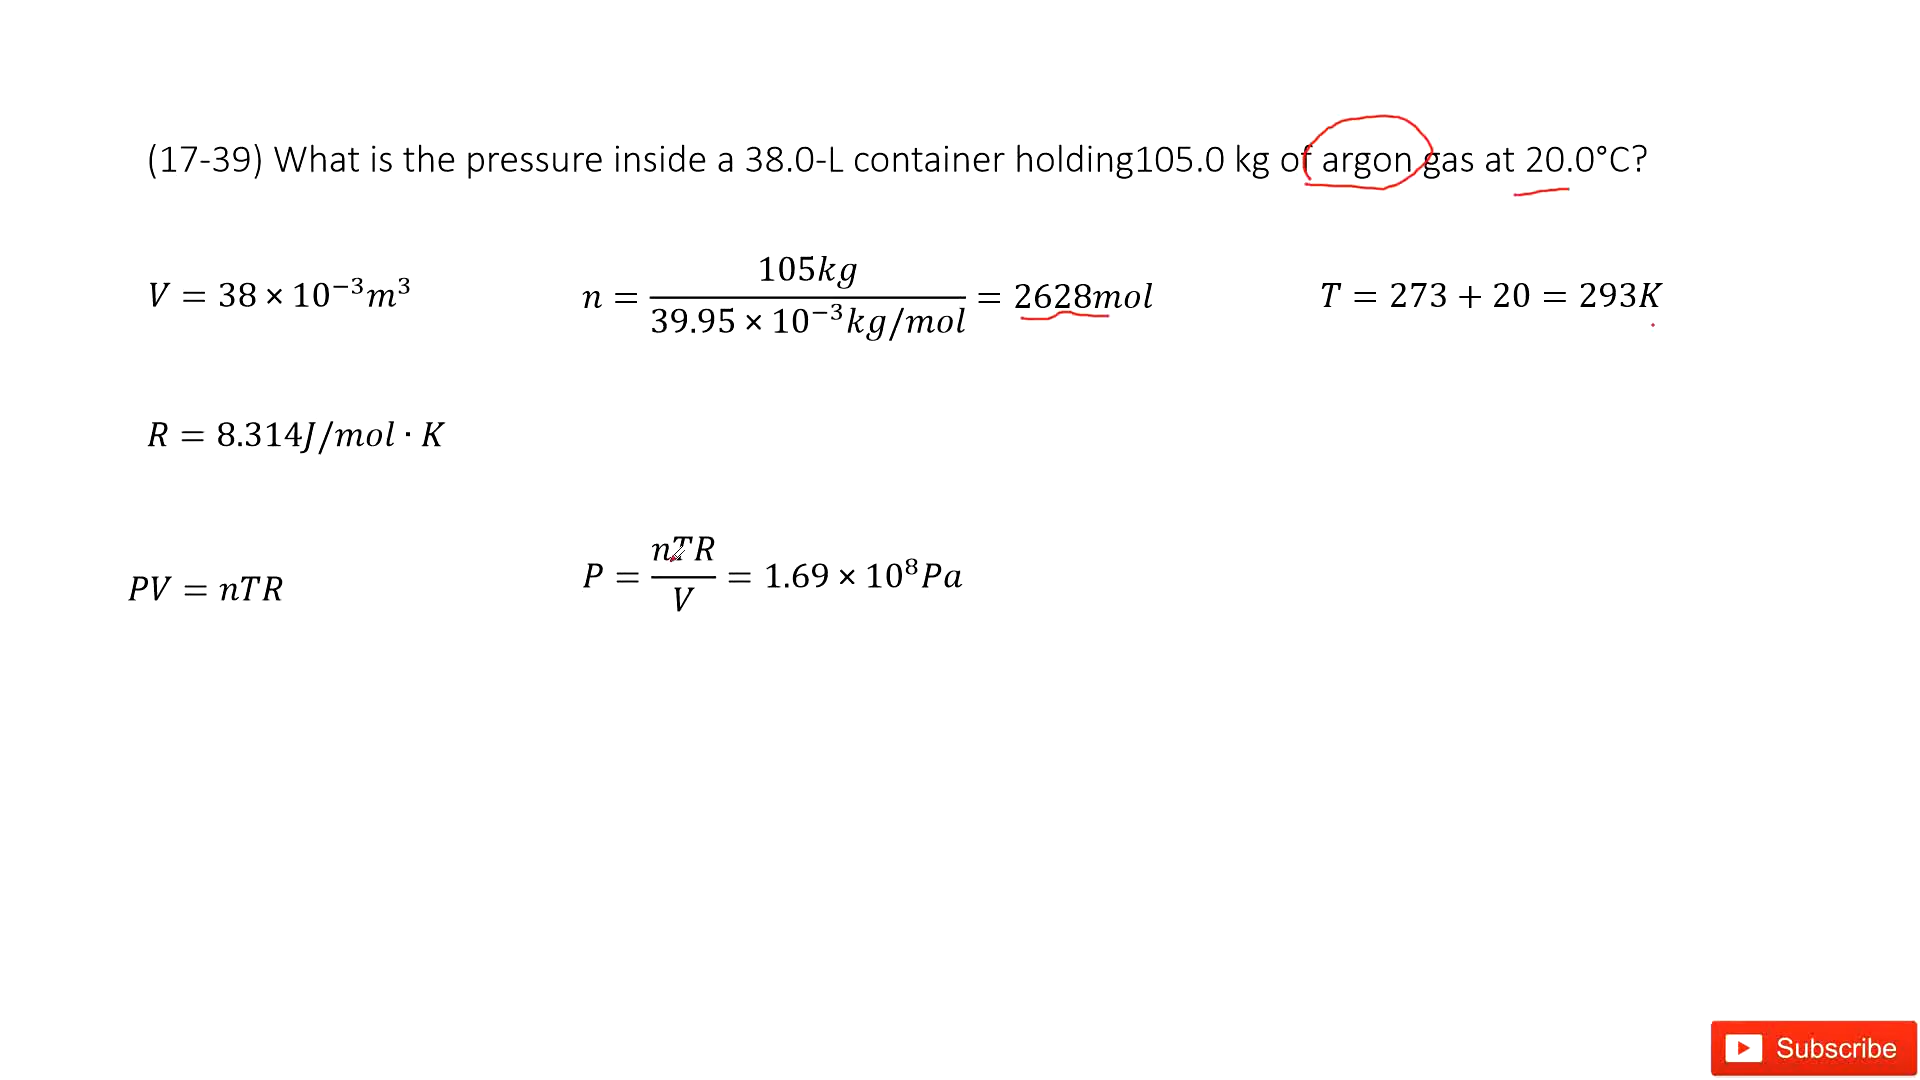 (17-39) What is the pressure inside a 38.0-L container holding105.0 kg of argon gas at 20.0°C?
V = 38 × 10⁻³m³
n = 105kg / 39.95 × 10⁻³kg/mol = 2628mol
T = 273 + 20 = 293K
R = 8.314J/mol · K
PV = nTR
P = nTR / V = 1.69 × 10⁸Pa
Subscribe